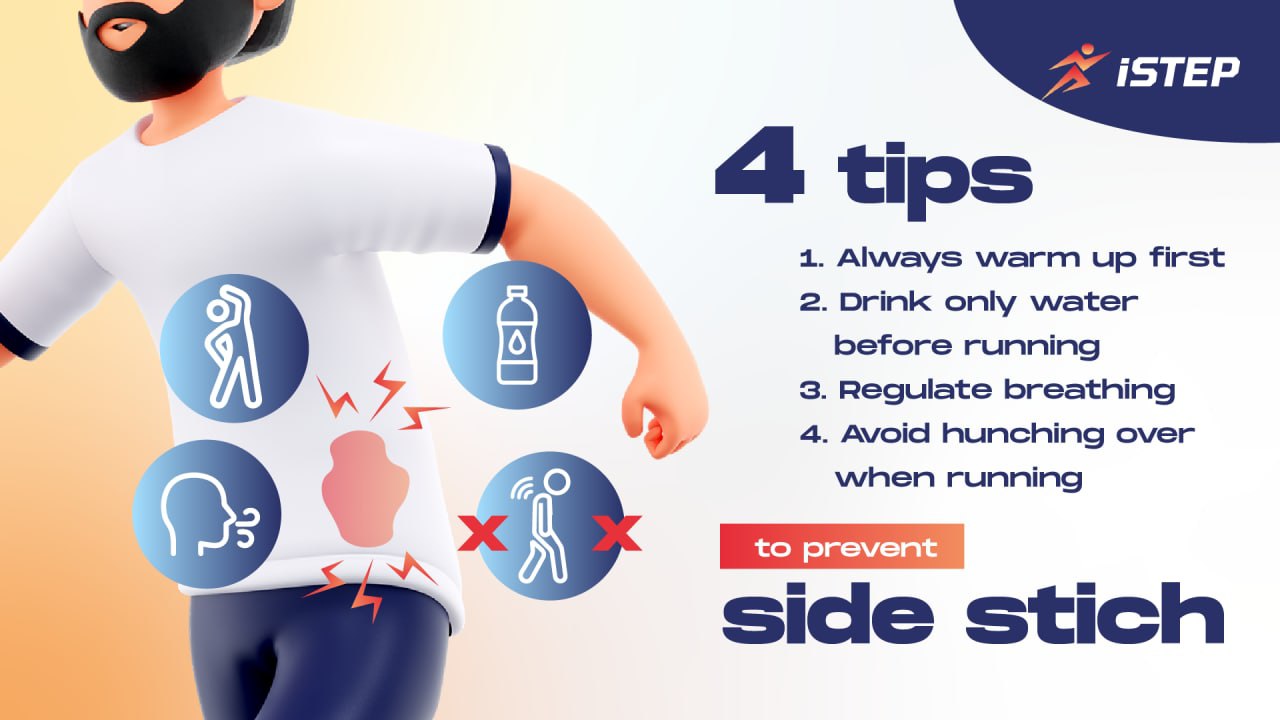 iSTEP
4 tips
1. Always warm up first
2. Drink only water
before running
3. Regulate breathing
4. Avoid hunching over
when running
to prevent
side stich